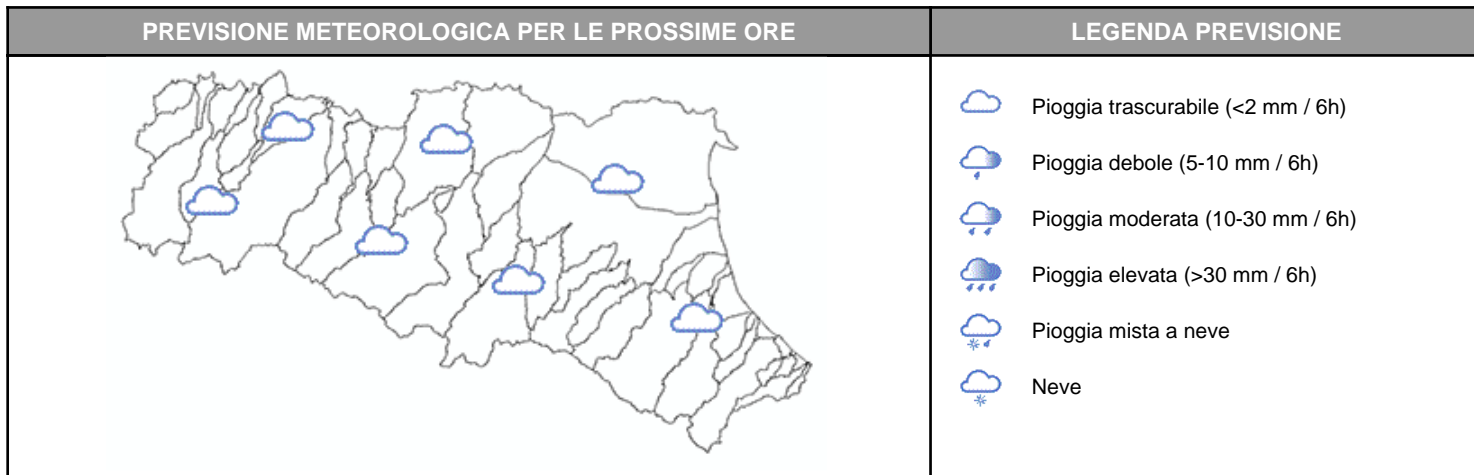 PREVISIONE METEOROLOGICA PER LE PROSSIME ORE
LEGENDA PREVISIONE
Pioggia trascurabile (<2 mm / 6h)
Pioggia debole (5-10 mm / 6h)
Pioggia moderata (10-30 mm / 6h)
Pioggia elevata (>30 mm / 6h)
Pioggia mista a neve
Neve